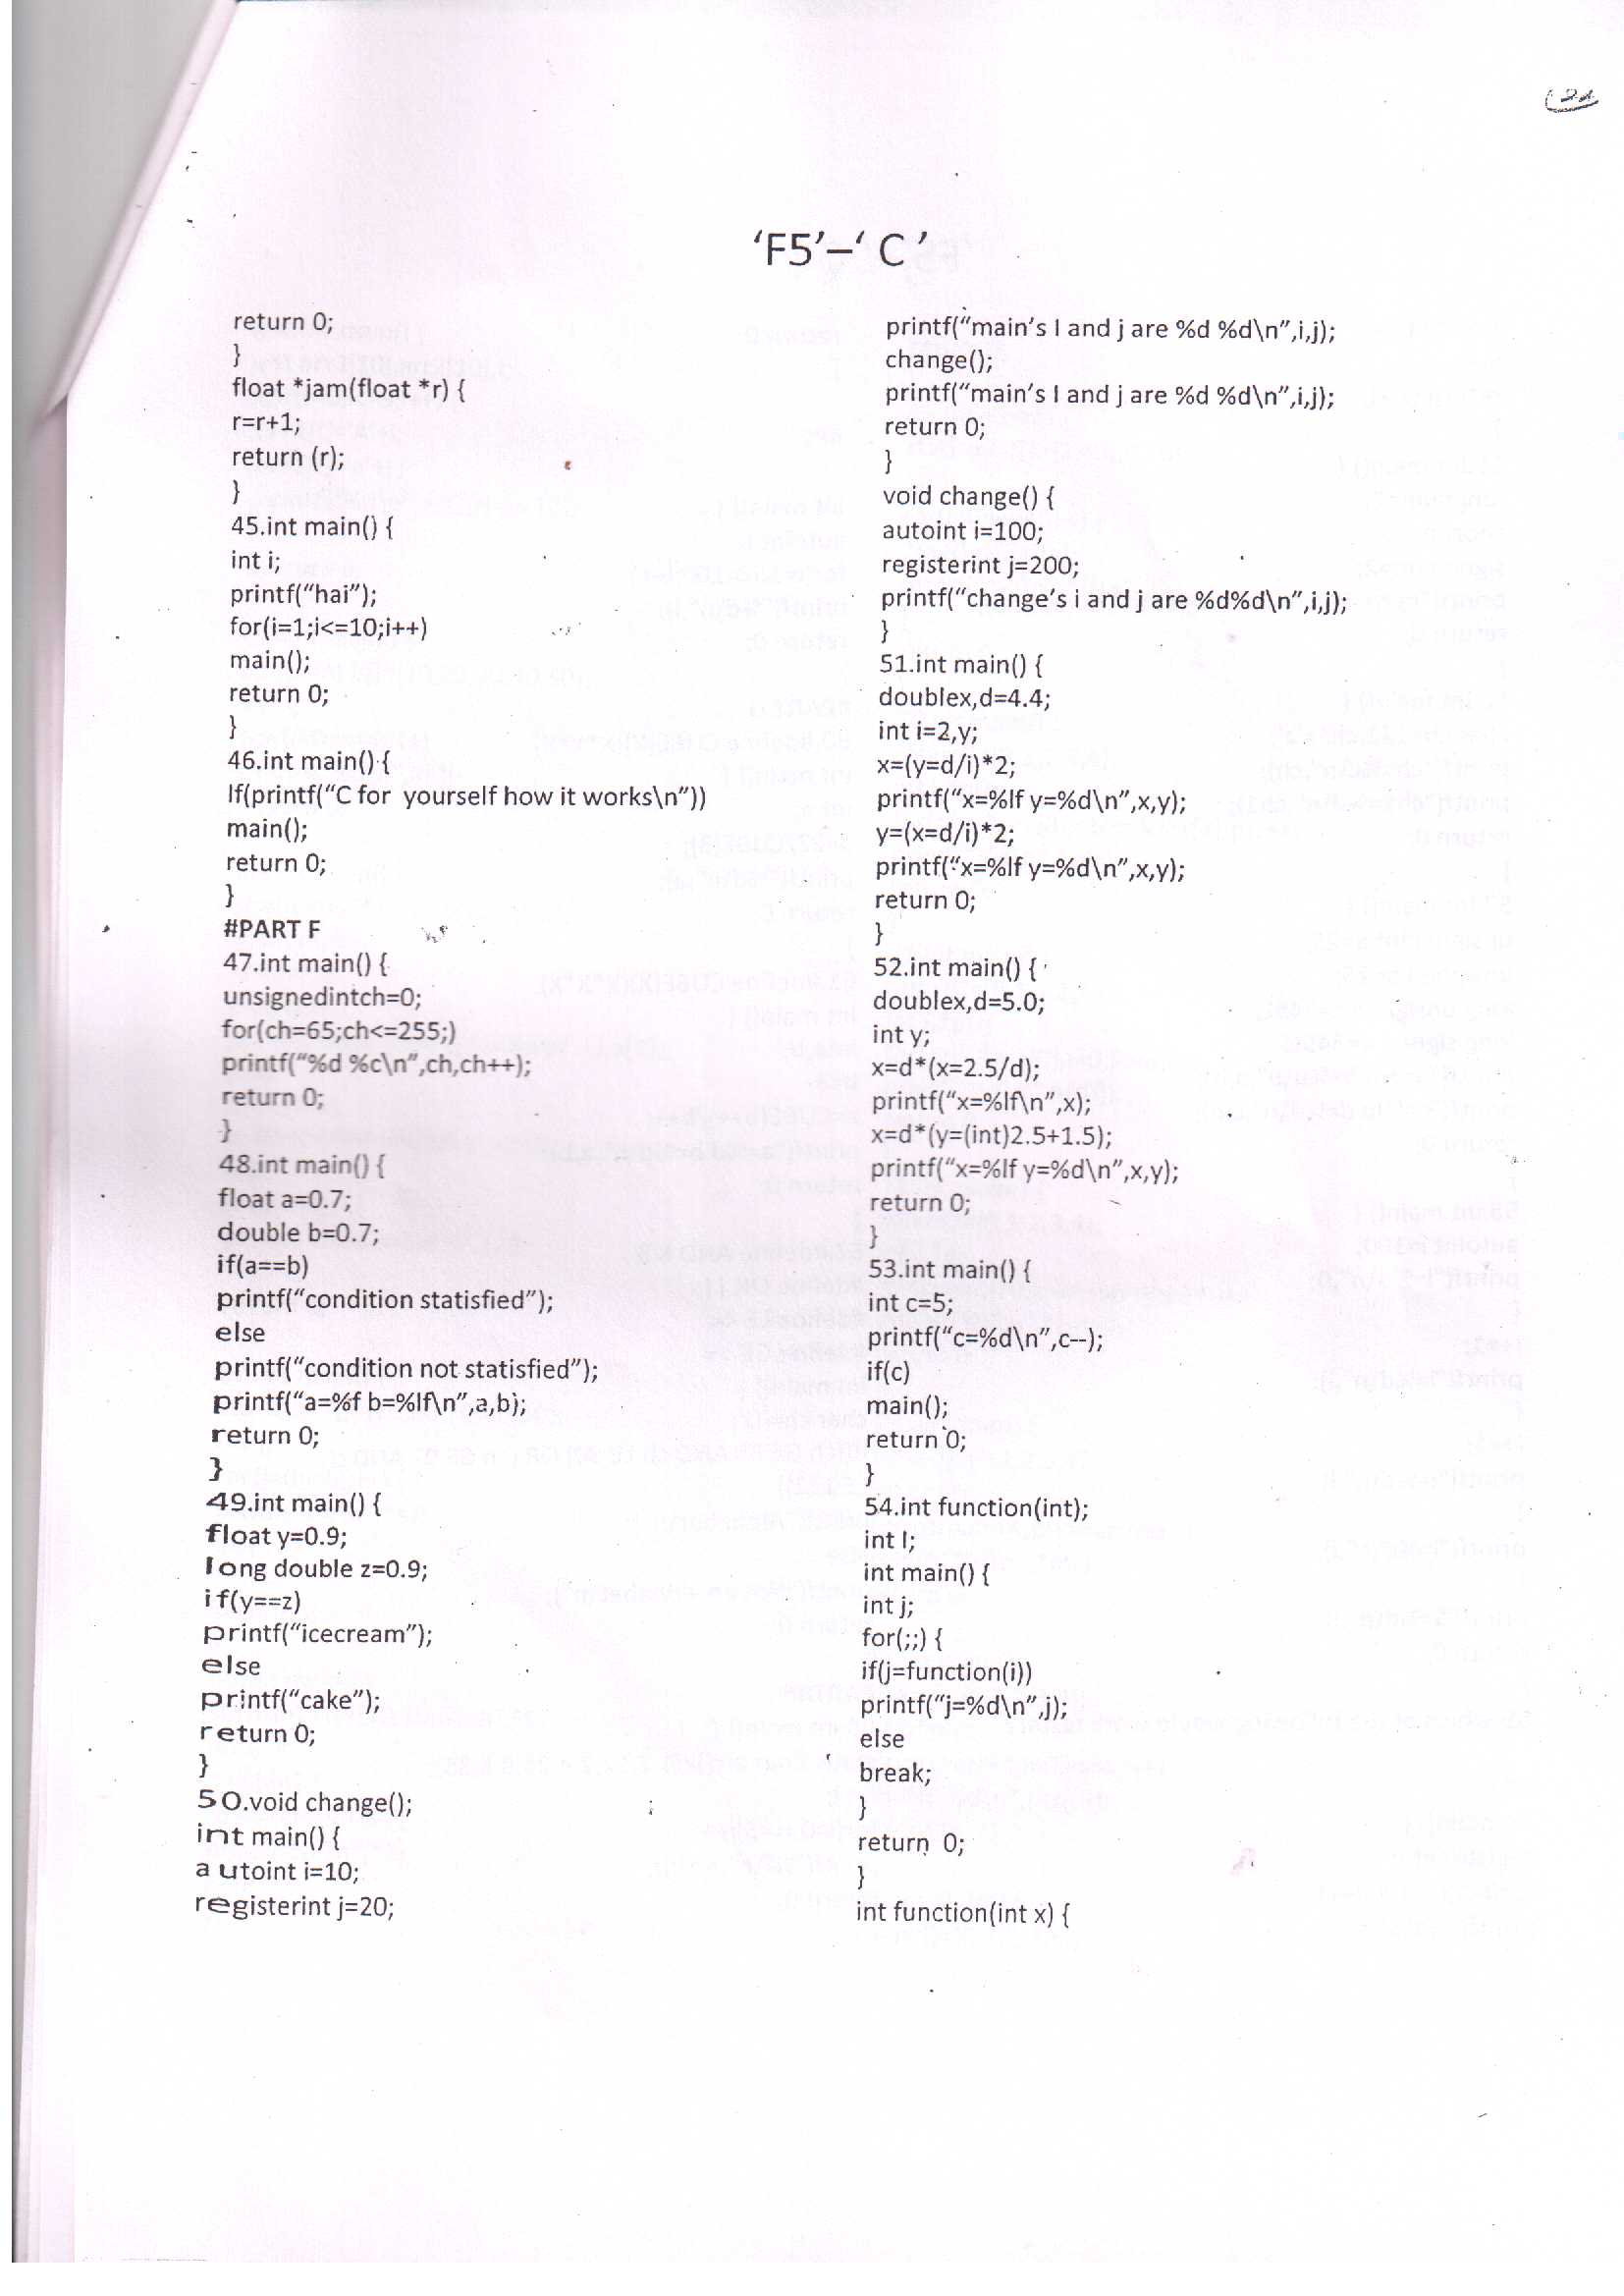 ‘F5’–‘ C ’
return 0;
}
float *jam(float *r) {
r=r+1;
return (r);
}
45.int main() {
int i;
printf(“hai”);
for(i=1;i<=10;i++)
main();
return 0;
}
46.int main() {
If(printf(“C for yourself how it works\n”))
main();
return 0;
}
#PART F
47.int main() {
unsignedintch=0;
for(ch=65;ch<=255;)
printf(“%d %c\n”,ch,ch++);
return 0;
}
48.int main() {
float a=0.7;
double b=0.7;
if(a==b)
printf(“condition statisfied”);
else
printf(“condition not statisfied”);
printf(“a=%f b=%lf\n”,a,b);
return 0;
}
49.int main() {
float y=0.9;
long double z=0.9;
if(y==z)
printf(“icecream”);
else
printf(“cake”);
return 0;
}
50.void change();
int main() {
autoint i=10;
registerint j=20;
printf(“main’s I and j are %d %d\n”,i,j);
change();
printf(“main’s I and j are %d %d\n”,i,j);
return 0;
}
void change() {
autoint i=100;
registerint j=200;
printf(“change’s i and j are %d%d\n”,i,j);
}
51.int main() {
doublex,d=4.4;
int i=2,y;
x=(y=d/i)*2;
printf(“x=%lf y=%d\n”,x,y);
y=(x=d/i)*2;
printf(“x=%lf y=%d\n”,x,y);
return 0;
}
52.int main() {
doublex,d=5.0;
int y;
x=d*(x=2.5/d);
printf(“x=%lf\n”,x);
x=d*(y=(int)2.5+1.5);
printf(“x=%lf y=%d\n”,x,y);
return 0;
}
53.int main() {
int c=5;
printf(“c=%d\n”,c--);
if(c)
main();
return 0;
}
54.int function(int);
int I;
int main() {
int j;
for(;;) {
if(j=function(i))
printf(“j=%d\n”,j);
else
break;
}
return 0;
}
int function(int x) {